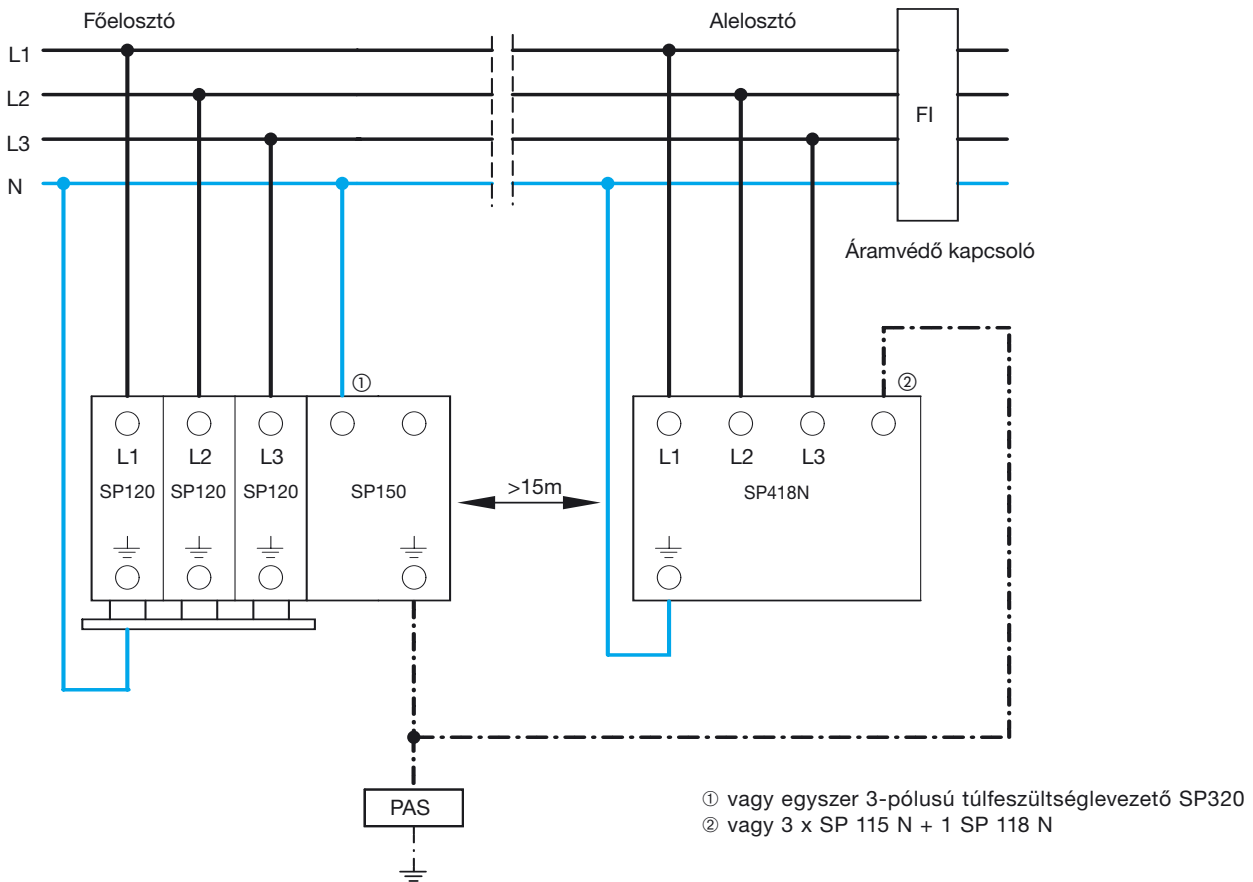 Főelosztó
Alelosztó
L1
L2
L3
N
FI
Áramvédő kapcsoló
①
②
L1
L2
L3
SP120
SP120
SP120
SP150
>15m
L1
L2
L3
SP418N
PAS
① vagy egyszer 3-pólusú túlfeszültséglevezető SP320
② vagy 3 x SP 115 N + 1 SP 118 N